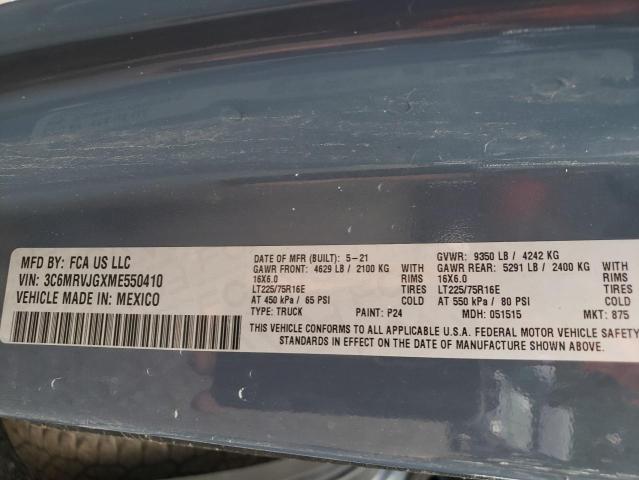 MFD BY: FCA US LLC
VIN: 3C6MRVJGXME550410
VEHICLE MADE IN: MEXICO
DATE OF MFR (BUILT): 5-21
GAWR FRONT: 4629 LB / 2100 KG WITH
16X6.0 RIMS
LT225/75R16E TIRES
AT 450 kPa / 65 PSI COLD
TYPE: TRUCK PAINT: P24
GVWR: 9350 LB / 4242 KG
GAWR REAR: 5291 LB / 2400 KG WITH
16X6.0 RIMS
LT225/75R16E TIRES
AT 550 kPa / 80 PSI COLD
MDH: 051515 MKT: 875
THIS VEHICLE CONFORMS TO ALL APPLICABLE U.S.A. FEDERAL MOTOR VEHICLE SAFETY
STANDARDS IN EFFECT ON THE DATE OF MANUFACTURE SHOWN ABOVE.